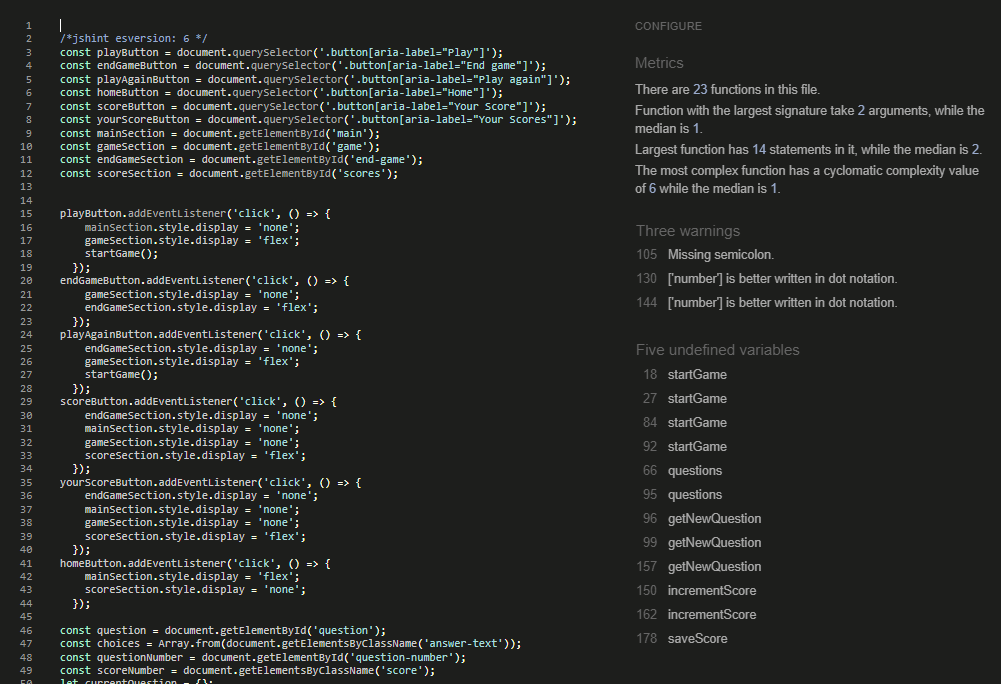 1
2 /*jshint esversion: 6 */
3 const playButton = document.querySelector('.button[aria-label="Play"]');
4 const endGameButton = document.querySelector('.button[aria-label="End game"]');
5 const playAgainButton = document.querySelector('.button[aria-label="Play again"]');
6 const homeButton = document.querySelector('.button[aria-label="Home"]');
7 const scoreButton = document.querySelector('.button[aria-label="Your Score"]');
8 const yourScoreButton = document.querySelector('.button[aria-label="Your Scores"]');
9 const mainSection = document.getElementById('main');
10 const gameSection = document.getElementById('game');
11 const endGameSection = document.getElementById('end-game');
12 const scoreSection = document.getElementById('scores');
13
14
15 playButton.addEventListener('click', () => {
16 mainSection.style.display = 'none';
17 gameSection.style.display = 'flex';
18 startGame();
19 });
20 endGameButton.addEventListener('click', () => {
21 gameSection.style.display = 'none';
22 endGameSection.style.display = 'flex';
23 });
24 playAgainButton.addEventListener('click', () => {
25 endGameSection.style.display = 'none';
26 gameSection.style.display = 'flex';
27 startGame();
28 });
29 scoreButton.addEventListener('click', () => {
30 endGameSection.style.display = 'none';
31 mainSection.style.display = 'none';
32 gameSection.style.display = 'none';
33 scoreSection.style.display = 'flex';
34 });
35 yourScoreButton.addEventListener('click', () => {
36 endGameSection.style.display = 'none';
37 mainSection.style.display = 'none';
38 gameSection.style.display = 'none';
39 scoreSection.style.display = 'flex';
40 });
41 homeButton.addEventListener('click', () => {
42 mainSection.style.display = 'flex';
43 scoreSection.style.display = 'none';
44 });
45
46 const question = document.getElementById('question');
47 const choices = Array.from(document.getElementsByClassName('answer-text'));
48 const questionNumber = document.getElementById('question-number');
49 const scoreNumber = document.getElementsByClassName('score');
50 let currentQuestion = {};
CONFIGURE
Metrics
There are 23 functions in this file.
Function with the largest signature take 2 arguments, while the
median is 1.
Largest function has 14 statements in it, while the median is 2.
The most complex function has a cyclomatic complexity value
of 6 while the median is 1.
Three warnings
105 Missing semicolon.
130 ['number'] is better written in dot notation.
144 ['number'] is better written in dot notation.
Five undefined variables
18 startGame
27 startGame
84 startGame
92 startGame
66 questions
95 questions
96 getNewQuestion
99 getNewQuestion
157 getNewQuestion
150 incrementScore
162 incrementScore
178 saveScore